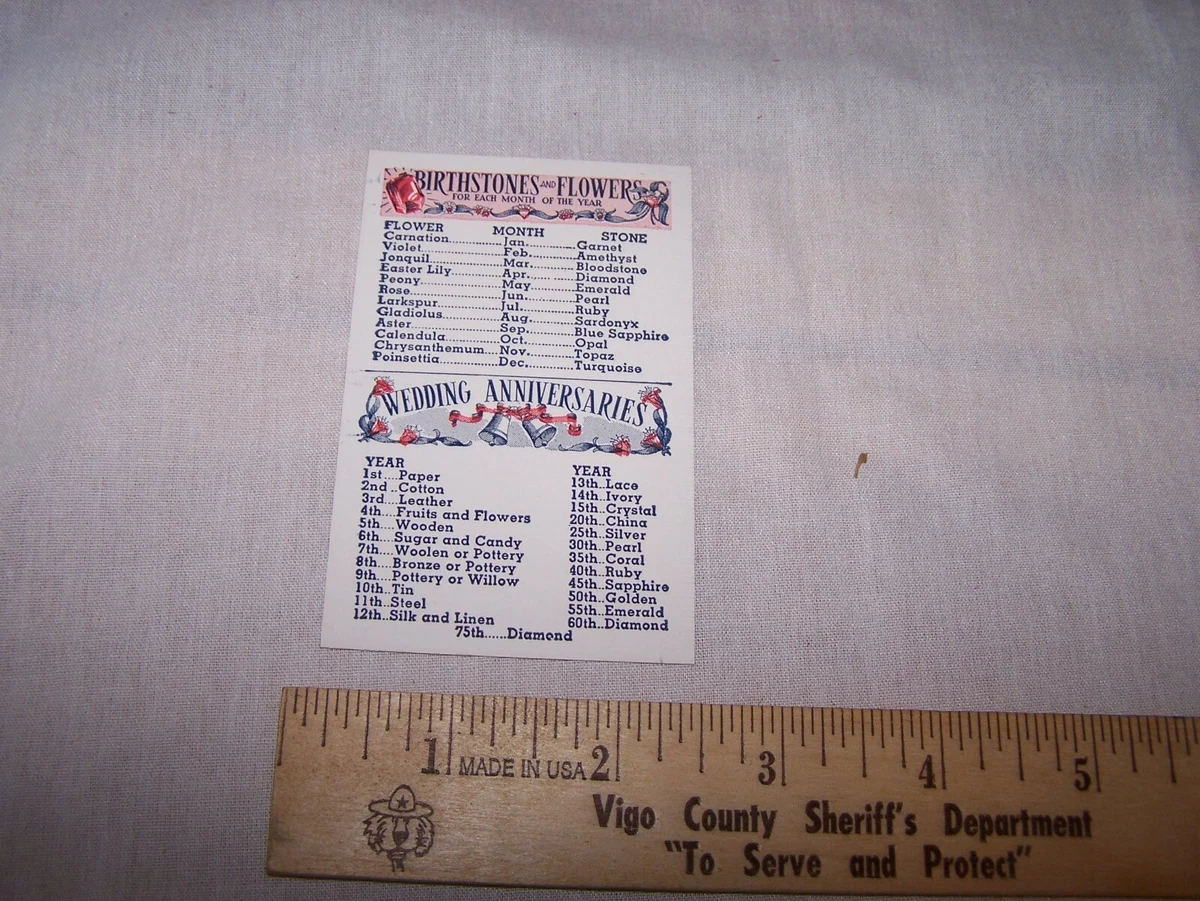 BIRTHSTONES AND FLOWERS
FOR EACH MONTH OF THE YEAR
FLOWER MONTH STONE
Carnation...............Jan..............Garnet
Violet......................Feb..............Amethyst
Jonquil....................Mar.............Bloodstone
Easter Lily..............Apr..............Diamond
Peony......................May.............Emerald
Rose.........................Jun..............Pearl
Larkspur.................Jul...............Ruby
Gladiolus................Aug.............Sardonyx
Aster........................Sep..............Blue Sapphire
Calendula...............Oct..............Opal
Chrysanthemum....Nov.............Topaz
Poinsettia................Dec..............Turquoise
WEDDING ANNIVERSARIES
YEAR
1st....Paper
2nd..Cotton
3rd....Leather
4th....Fruits and Flowers
5th....Wooden
6th....Sugar and Candy
7th....Woolen or Pottery
8th....Bronze or Pottery
9th....Pottery or Willow
10th..Tin
11th..Steel
12th..Silk and Linen
YEAR
13th..Lace
14th..Ivory
15th..Crystal
20th..China
25th..Silver
30th..Pearl
35th..Coral
40th..Ruby
45th..Sapphire
50th..Golden
55th..Emerald
60th..Diamond
75th......Diamond
1 MADE IN USA 2 3 4 5
Vigo County Sheriff's Department
"To Serve and Protect"